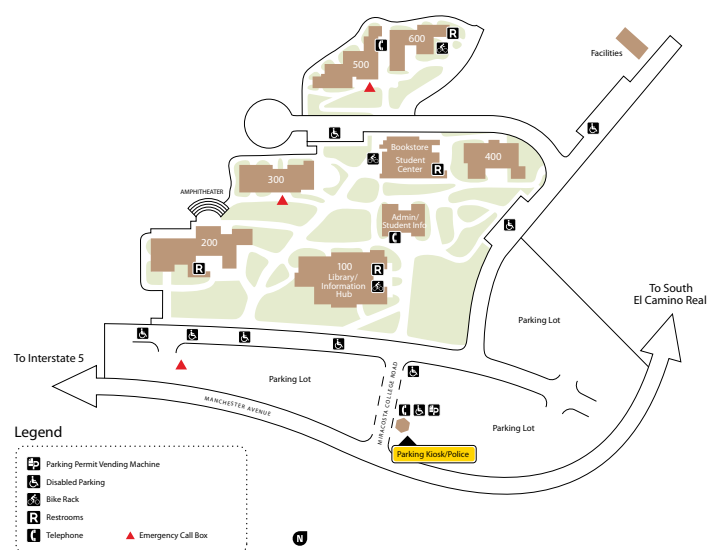 600
R
500
Facilities
Bookstore
Student
Center
R
400
300
AMPHITHEATER
Admin/
Student Info
200
R
100
Library/
Information
Hub
R
To South
El Camino Real
Parking Lot
To Interstate 5
Parking Lot
MIRACOSTA COLLEGE ROAD
MANCHESTER AVENUE
P
Parking Lot
Parking Kiosk/Police
Legend
P
Parking Permit Vending Machine
Disabled Parking
Bike Rack
R
Restrooms
Telephone
Emergency Call Box
N